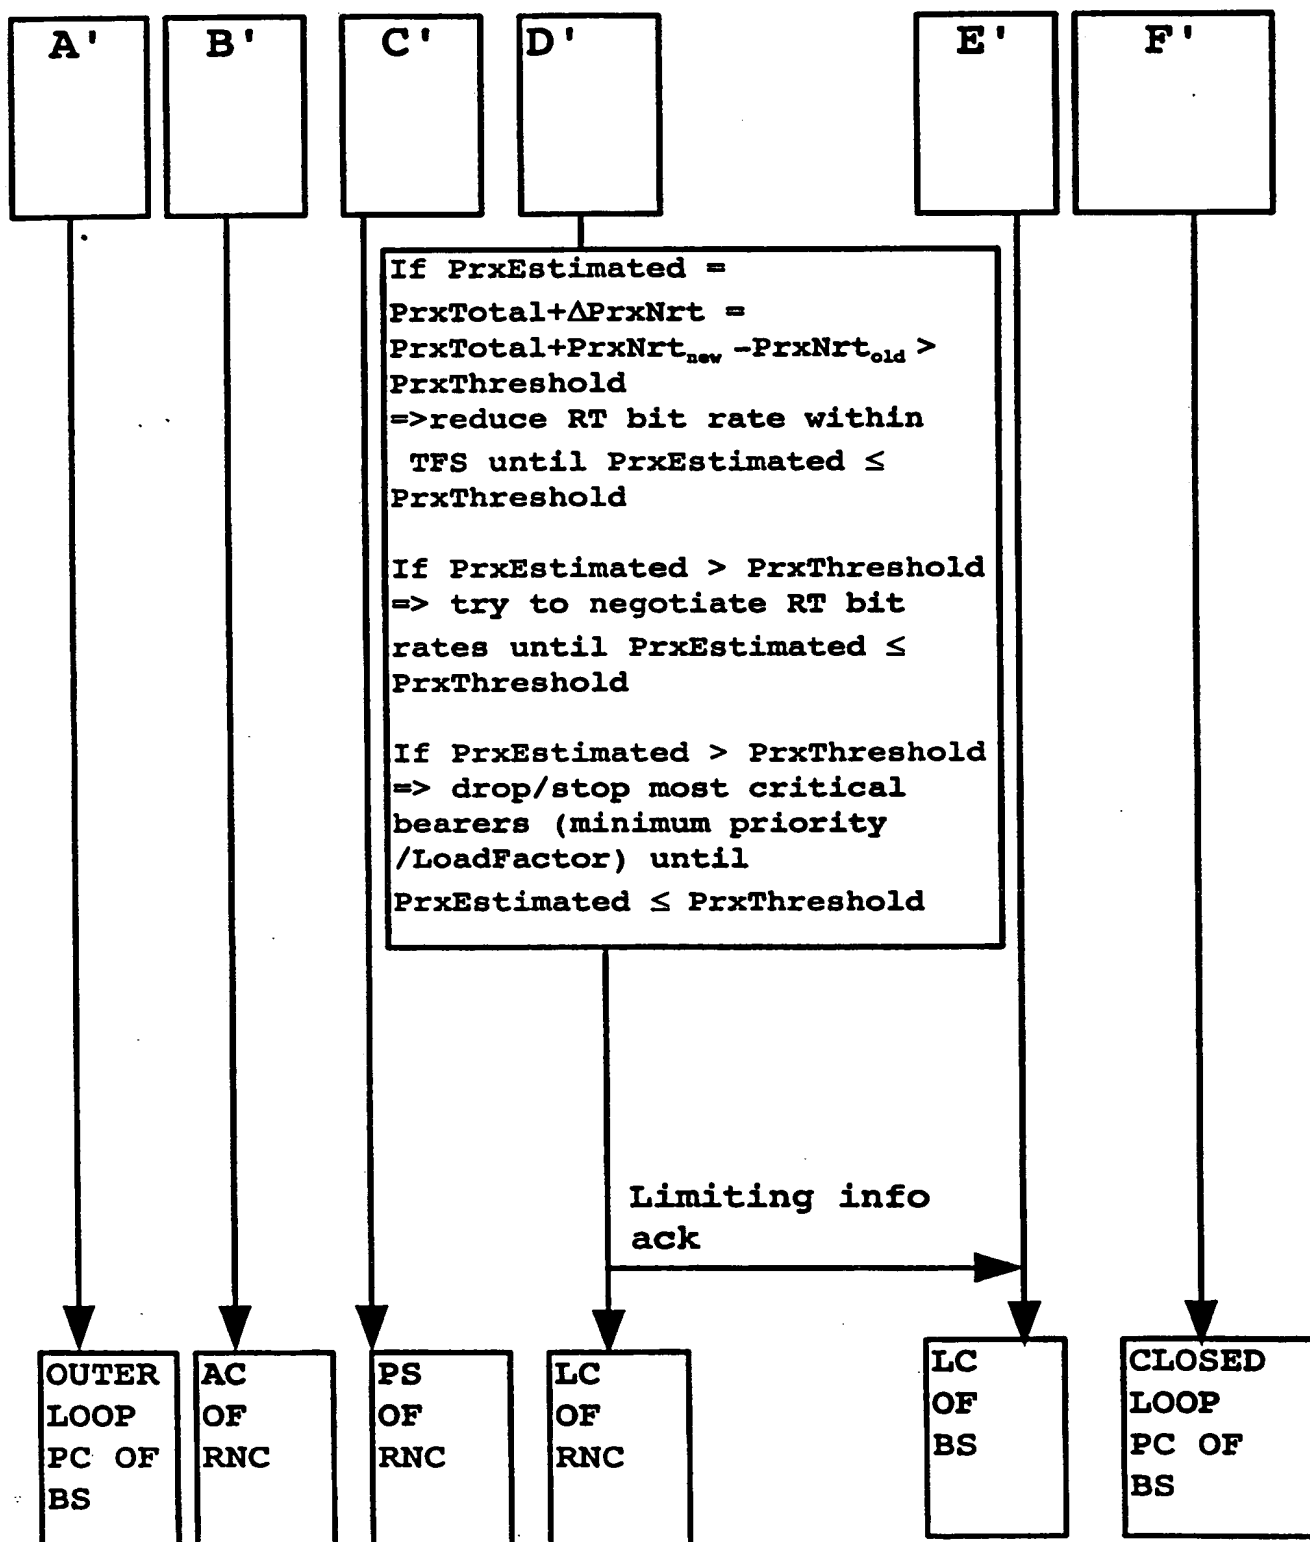 A'
B'
C'
D'
E'
F'
If PrxEstimated =
PrxTotal+ΔPrxNrt =
PrxTotal+PrxNrt_new -PrxNrt_old >
PrxThreshold
=>reduce RT bit rate within
TFS until PrxEstimated ≤
PrxThreshold
If PrxEstimated > PrxThreshold
=> try to negotiate RT bit
rates until PrxEstimated ≤
PrxThreshold
If PrxEstimated > PrxThreshold
=> drop/stop most critical
bearers (minimum priority
/LoadFactor) until
PrxEstimated ≤ PrxThreshold
Limiting info
ack
OUTER
LOOP
PC OF
BS
AC
OF
RNC
PS
OF
RNC
LC
OF
RNC
LC
OF
BS
CLOSED
LOOP
PC OF
BS